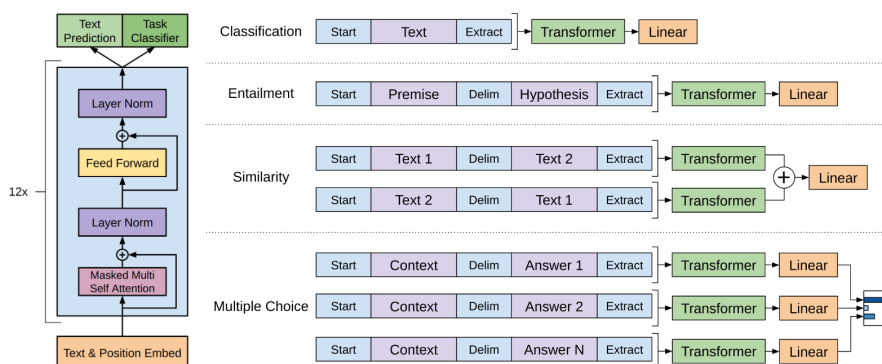 Text Prediction
Task Classifier
12x
Layer Norm
Feed Forward
Layer Norm
Masked Multi
Self Attention
Text & Position Embed
Classification
Start Text Extract Transformer Linear
Entailment
Start Premise Delim Hypothesis Extract Transformer Linear
Similarity
Start Text 1 Delim Text 2 Extract Transformer
Start Text 2 Delim Text 1 Extract Transformer
Linear
Multiple Choice
Start Context Delim Answer 1 Extract Transformer Linear
Start Context Delim Answer 2 Extract Transformer Linear
Start Context Delim Answer N Extract Transformer Linear